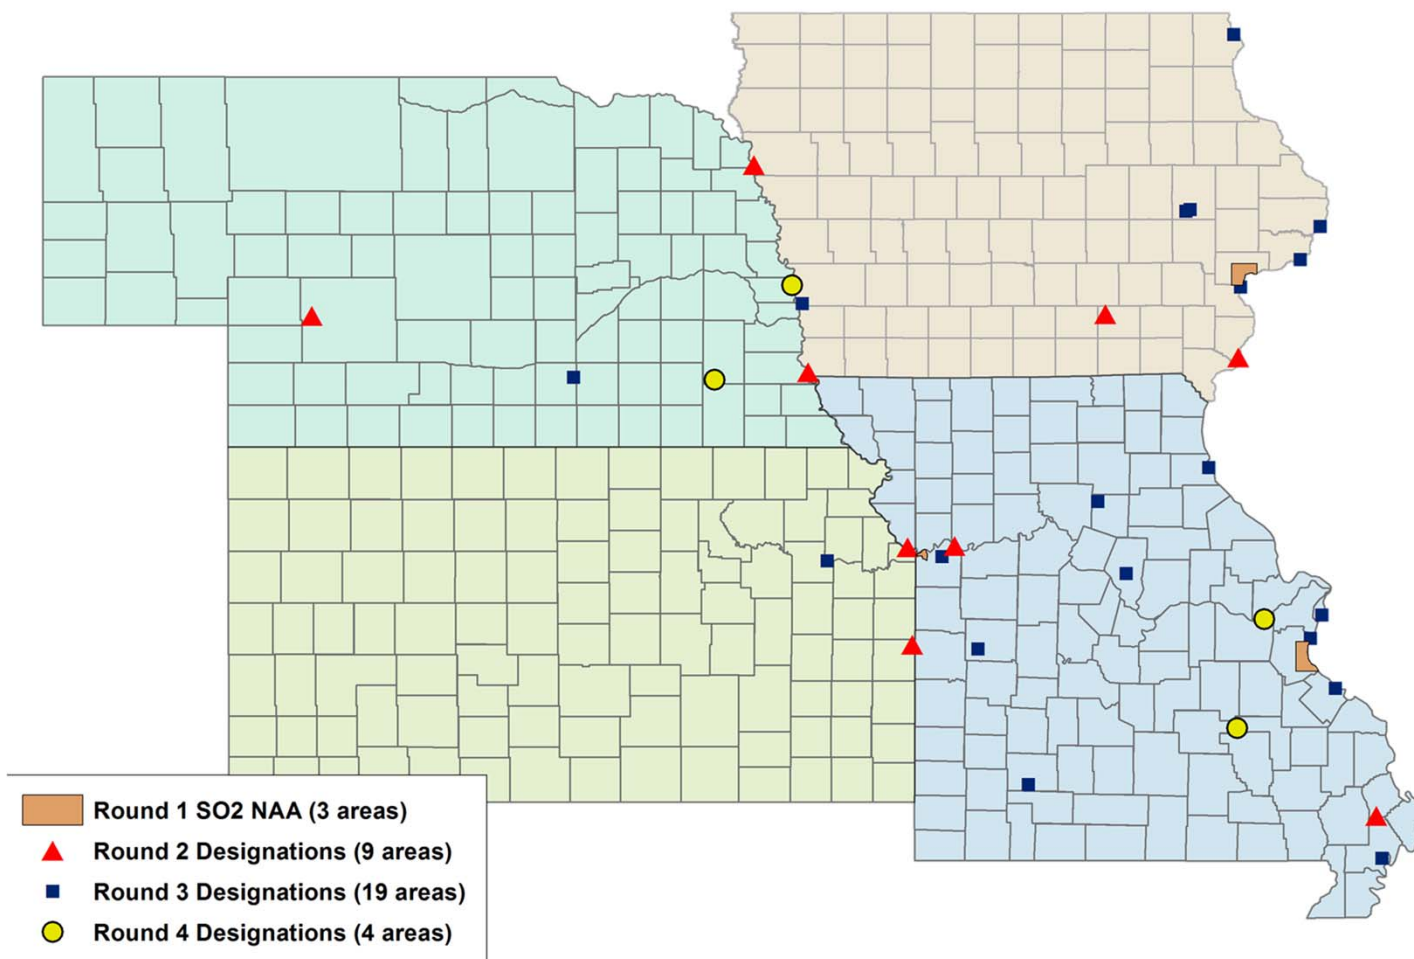 Round 1 SO2 NAA (3 areas)
Round 2 Designations (9 areas)
Round 3 Designations (19 areas)
Round 4 Designations (4 areas)